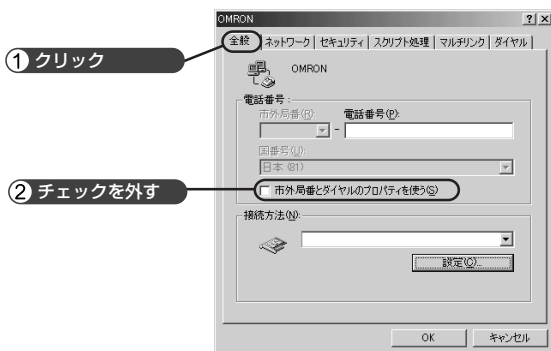 OMRON
全般 ネットワーク セキュリティ スクリプト処理 マルチリンク ダイヤル
① クリック
OMRON
電話番号:
市外局番(R): 電話番号(P):
-
国番号(U):
日本 (81)
② チェックを外す
市外局番とダイヤルのプロパティを使う(S)
接続方法(N):
設定(C)...
OK キャンセル